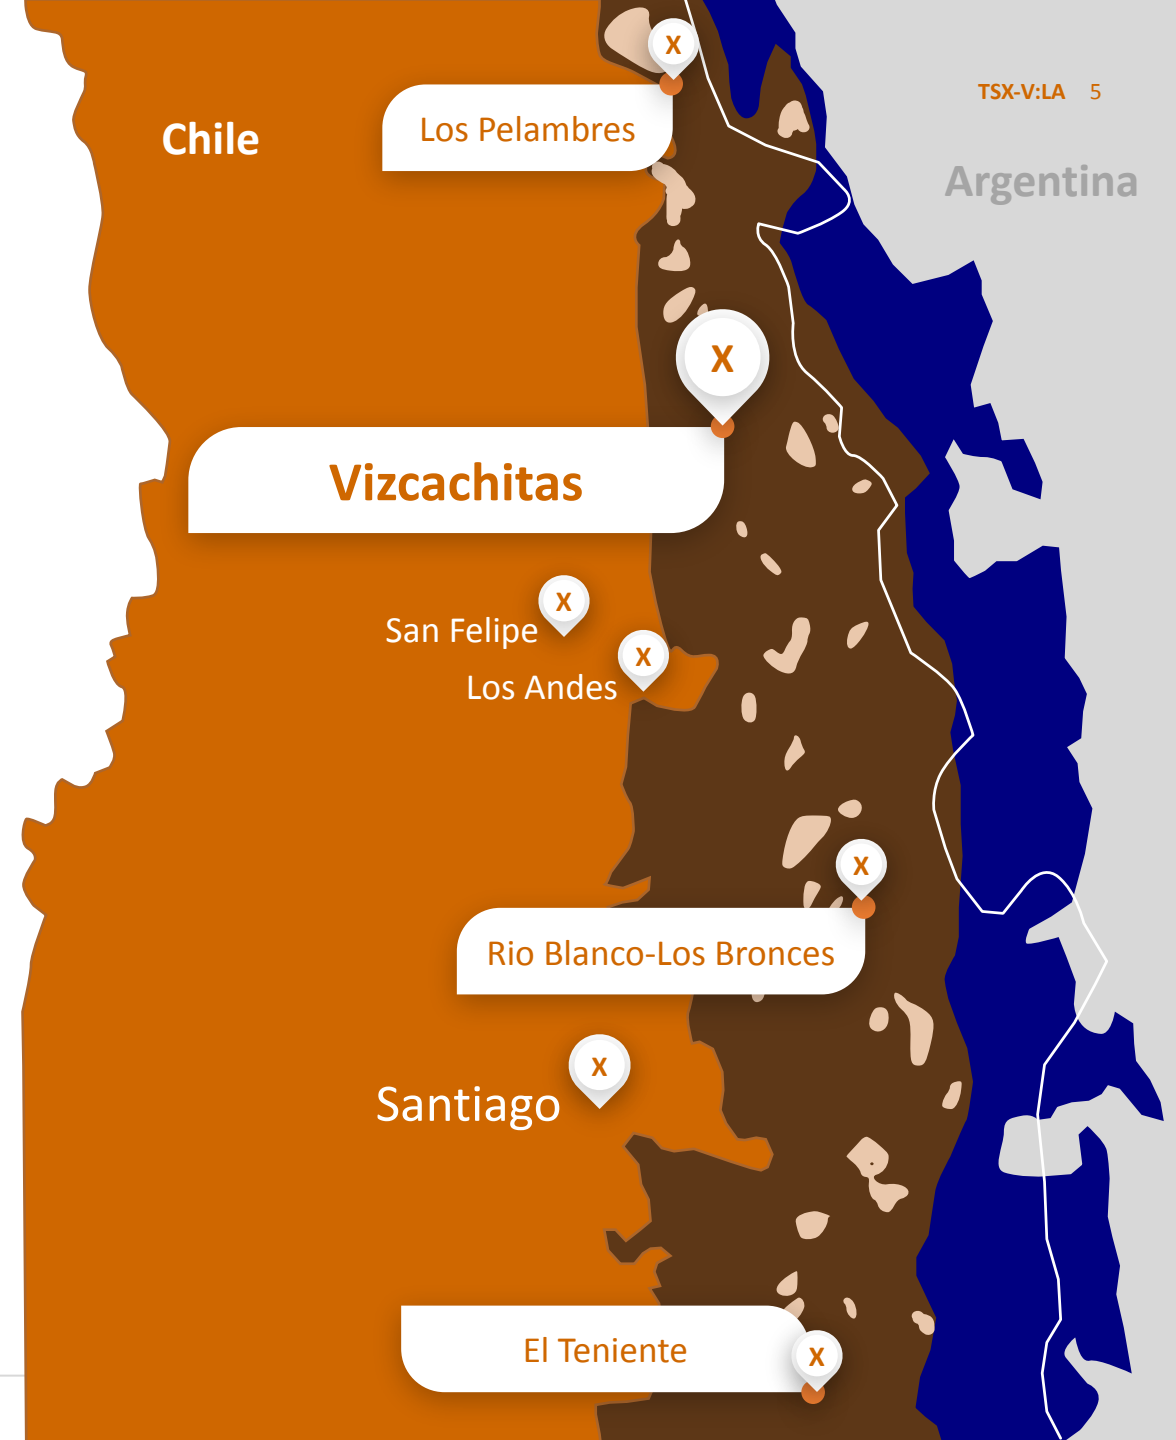 TSX-V:LA 5
Chile
Argentina
X
Los Pelambres
X
Vizcachitas
X
San Felipe
X
Los Andes
X
Rio Blanco-Los Bronces
X
Santiago
X
El Teniente